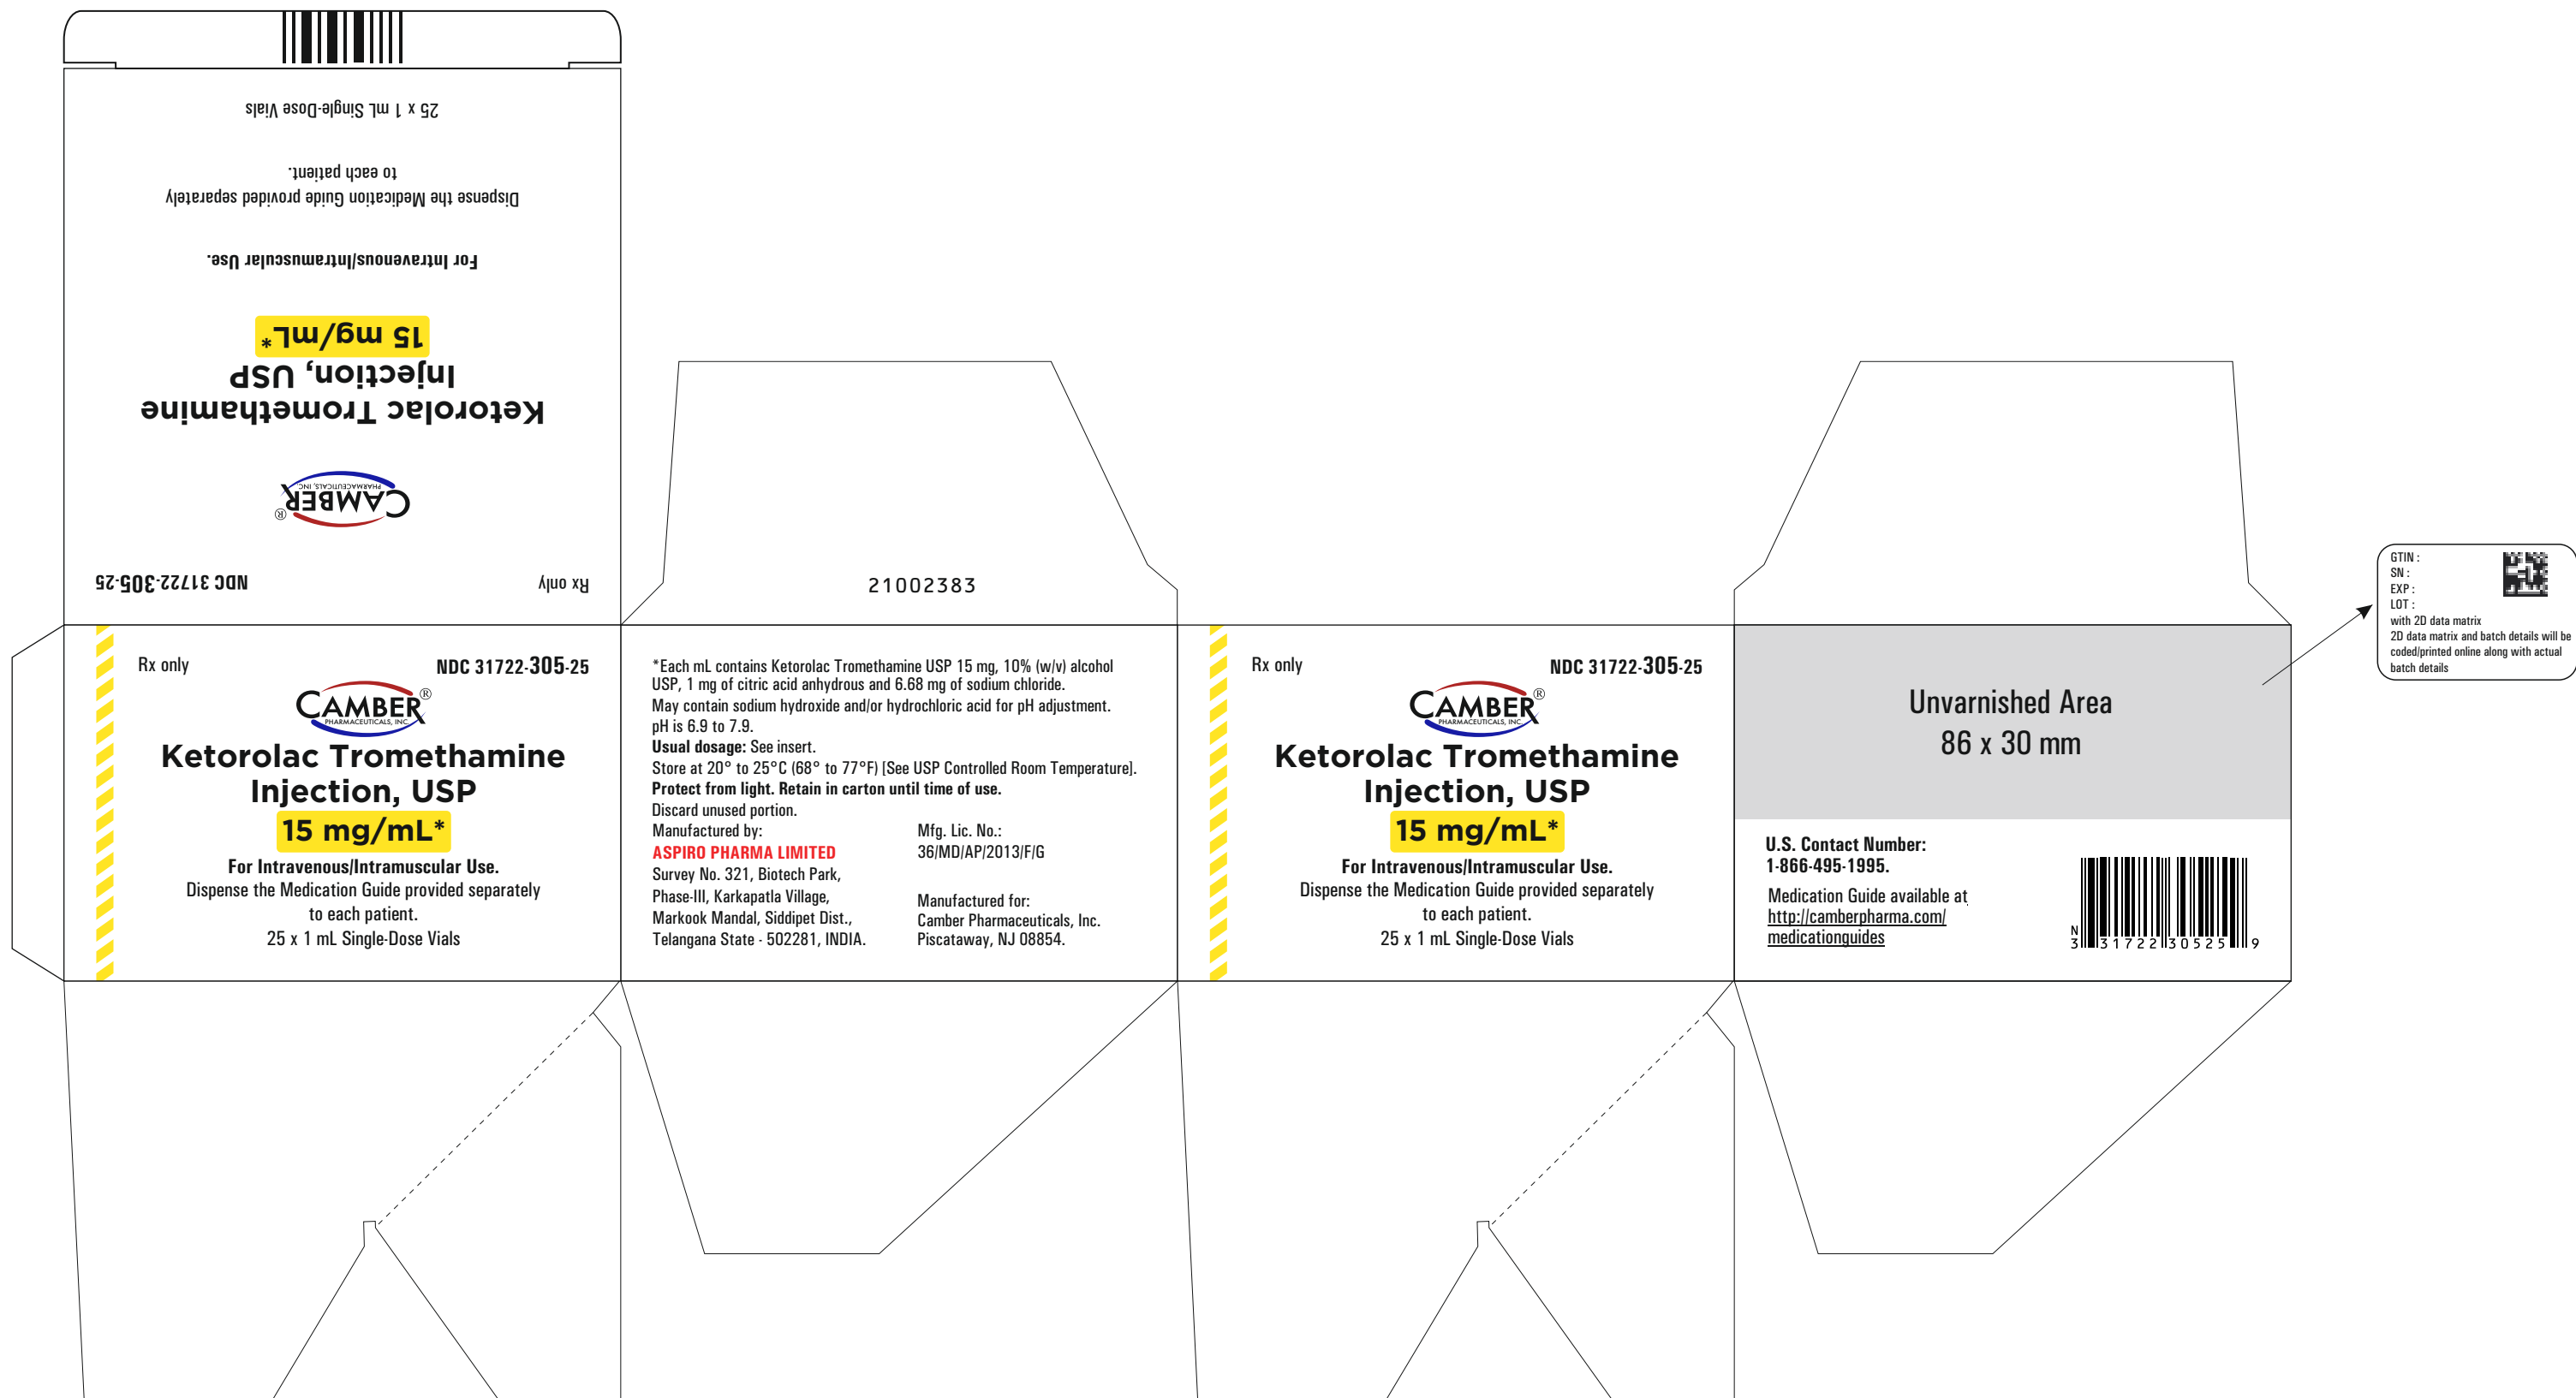 25 x 1 mL Single-Dose Vials
Dispense the Medication Guide provided separately
to each patient.
For Intravenous/Intramuscular Use.
15 mg/mL*
Ketorolac Tromethamine
Injection, USP
CAMBER®
PHARMACEUTICALS, INC.
Rx only
NDC 31722-305-25
21002383
Rx only
NDC 31722-305-25
CAMBER®
PHARMACEUTICALS, INC.
Ketorolac Tromethamine
Injection, USP
15 mg/mL*
For Intravenous/Intramuscular Use.
Dispense the Medication Guide provided separately
to each patient.
25 x 1 mL Single-Dose Vials
*Each mL contains Ketorolac Tromethamine USP 15 mg, 10% (w/v) alcohol
USP, 1 mg of citric acid anhydrous and 6.68 mg of sodium chloride.
May contain sodium hydroxide and/or hydrochloric acid for pH adjustment.
pH is 6.9 to 7.9.
Usual dosage: See insert.
Store at 20° to 25°C (68° to 77°F) [See USP Controlled Room Temperature].
Protect from light. Retain in carton until time of use.
Discard unused portion.
Manufactured by:
ASPIRO PHARMA LIMITED
Survey No. 321, Biotech Park,
Phase-III, Karkapatla Village,
Markook Mandal, Siddipet Dist.,
Telangana State - 502281, INDIA.
Mfg. Lic. No.:
36/MD/AP/2013/F/G
Manufactured for:
Camber Pharmaceuticals, Inc.
Piscataway, NJ 08854.
Rx only
NDC 31722-305-25
CAMBER®
PHARMACEUTICALS, INC.
Ketorolac Tromethamine
Injection, USP
15 mg/mL*
For Intravenous/Intramuscular Use.
Dispense the Medication Guide provided separately
to each patient.
25 x 1 mL Single-Dose Vials
Unvarnished Area
86 x 30 mm
U.S. Contact Number:
1-866-495-1995.
Medication Guide available at
http://camberpharma.com/
medicationguides
N
3 31722 30525 9
GTIN :
SN :
EXP :
LOT :
with 2D data matrix
2D data matrix and batch details will be
coded/printed online along with actual
batch details